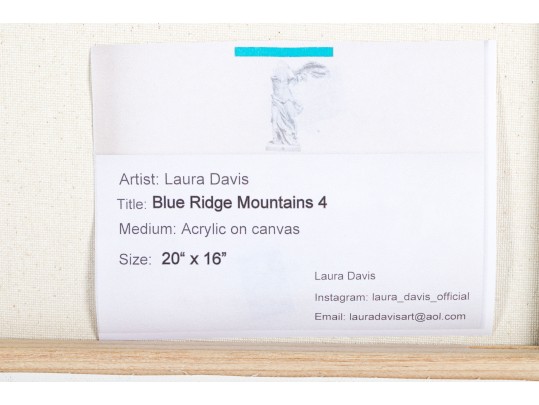 Artist: Laura Davis
Title: Blue Ridge Mountains 4
Medium: Acrylic on canvas
Size: 20“ x 16”
Laura Davis
Instagram: laura_davis_official
Email: lauradavisart@aol.com